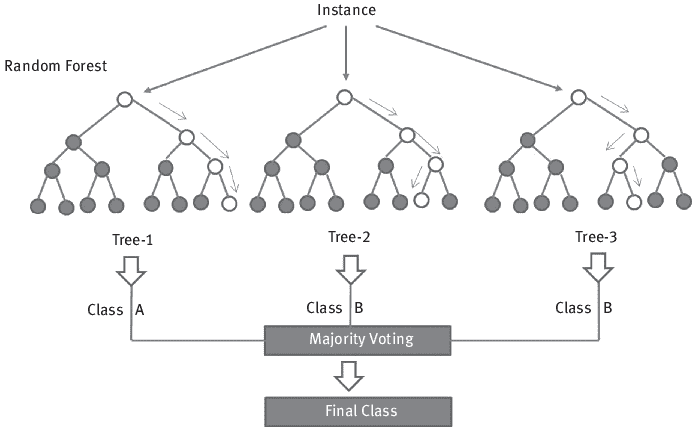 Instance
Random Forest
Tree-1
Tree-2
Tree-3
Class A
Class B
Class B
Majority Voting
Final Class